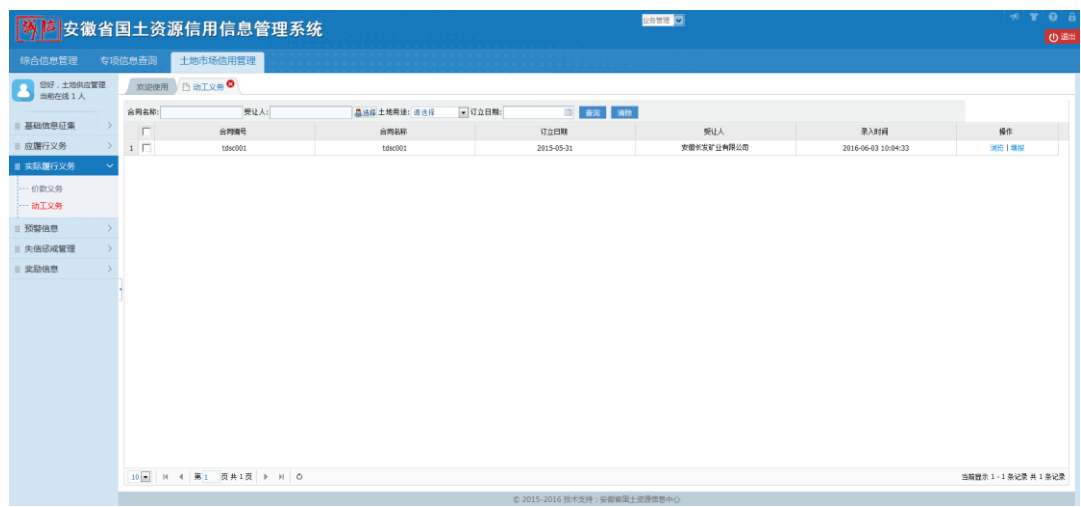 诚信 安徽省国土资源信用信息管理系统
业务管理
退出
综合信息管理 专项信息查询 土地市场信用管理
您好，土地供应管理
当前在线 1 人
欢迎使用 动工义务
合同名称: 受让人: 选择 土地用途: 请选择 订立日期: 查询 清除
基础信息征集
应履行义务
实际履行义务
价款义务
动工义务
预警信息
失信惩戒管理
奖励信息
合同编号 合同名称 订立日期 受让人 录入时间 操作
1 tdsc001 tdsc001 2015-05-31 安徽长发矿业有限公司 2016-06-03 10:04:33 浏览 | 填报
10 第 1 页 共 1 页 当前显示 1 - 1 条记录 共 1 条记录
© 2015-2016 技术支持：安徽省国土资源信息中心